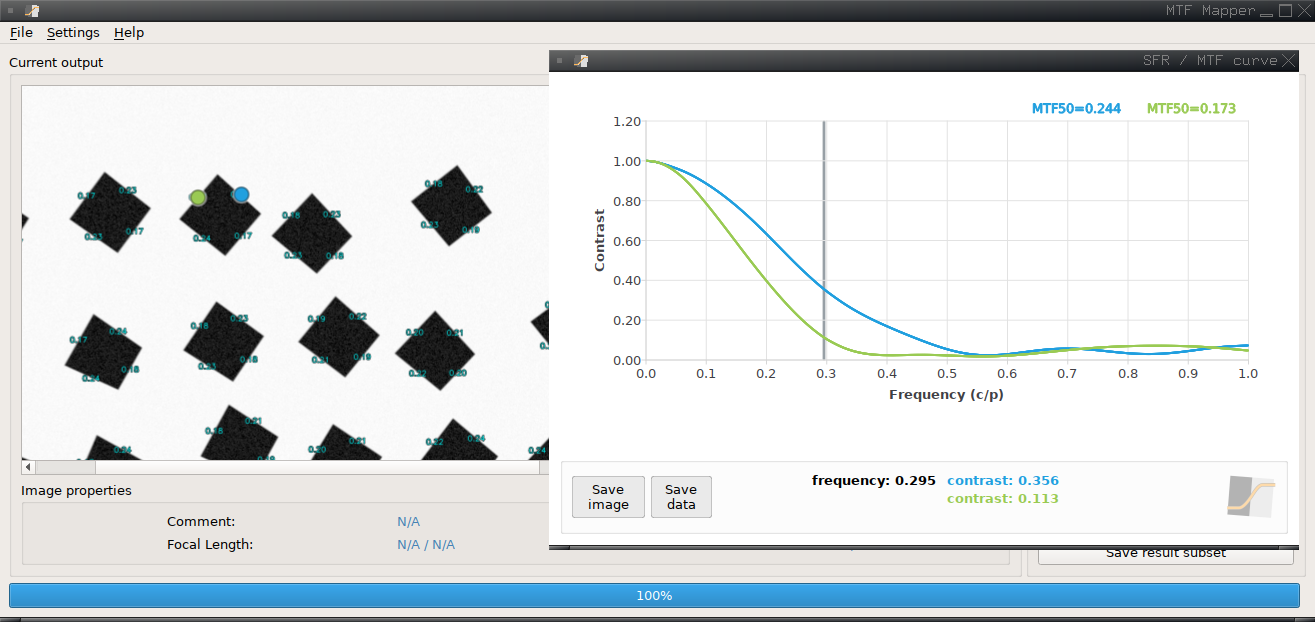 MTF Mapper
File Settings Help
Current output
SFR / MTF curve
MTF50=0.244 MTF50=0.173
1.20
1.00
0.80
0.60
0.40
0.20
0.00
Contrast
0.0 0.1 0.2 0.3 0.4 0.5 0.6 0.7 0.8 0.9 1.0
Frequency (c/p)
Save image
Save data
frequency: 0.295 contrast: 0.356
contrast: 0.113
0.17 0.23 0.18 0.22
0.23 0.17 0.24 0.17 0.18 0.23 0.23 0.19
0.23 0.18
0.17 0.24 0.18 0.23 0.19 0.22 0.20 0.21
0.24 0.18 0.23 0.18 0.21 0.19 0.22 0.20
0.24 0.18 0.21 0.20 0.21 0.22 0.24 0.24
Image properties
Comment: N/A
Focal Length: N/A / N/A
Save result subset
100%